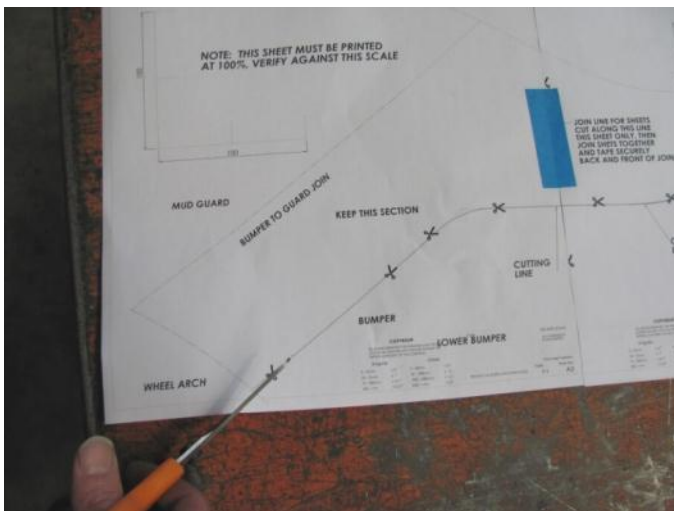 NOTE: THIS SHEET MUST BE PRINTED
AT 100%, VERIFY AGAINST THIS SCALE
100
JOIN LINE FOR SHEETS
CUT ALONG THIS LINE
THIS SHEET ONLY. THEN
JOIN SHEETS TOGETHER
AND TAPE SECURELY
BACK AND FRONT OF JOIN
MUD GUARD
BUMPER TO GUARD JOIN
KEEP THIS SECTION
CUTTING
LINE
BUMPER
LOWER BUMPER
COPYRIGHT
WHEEL ARCH